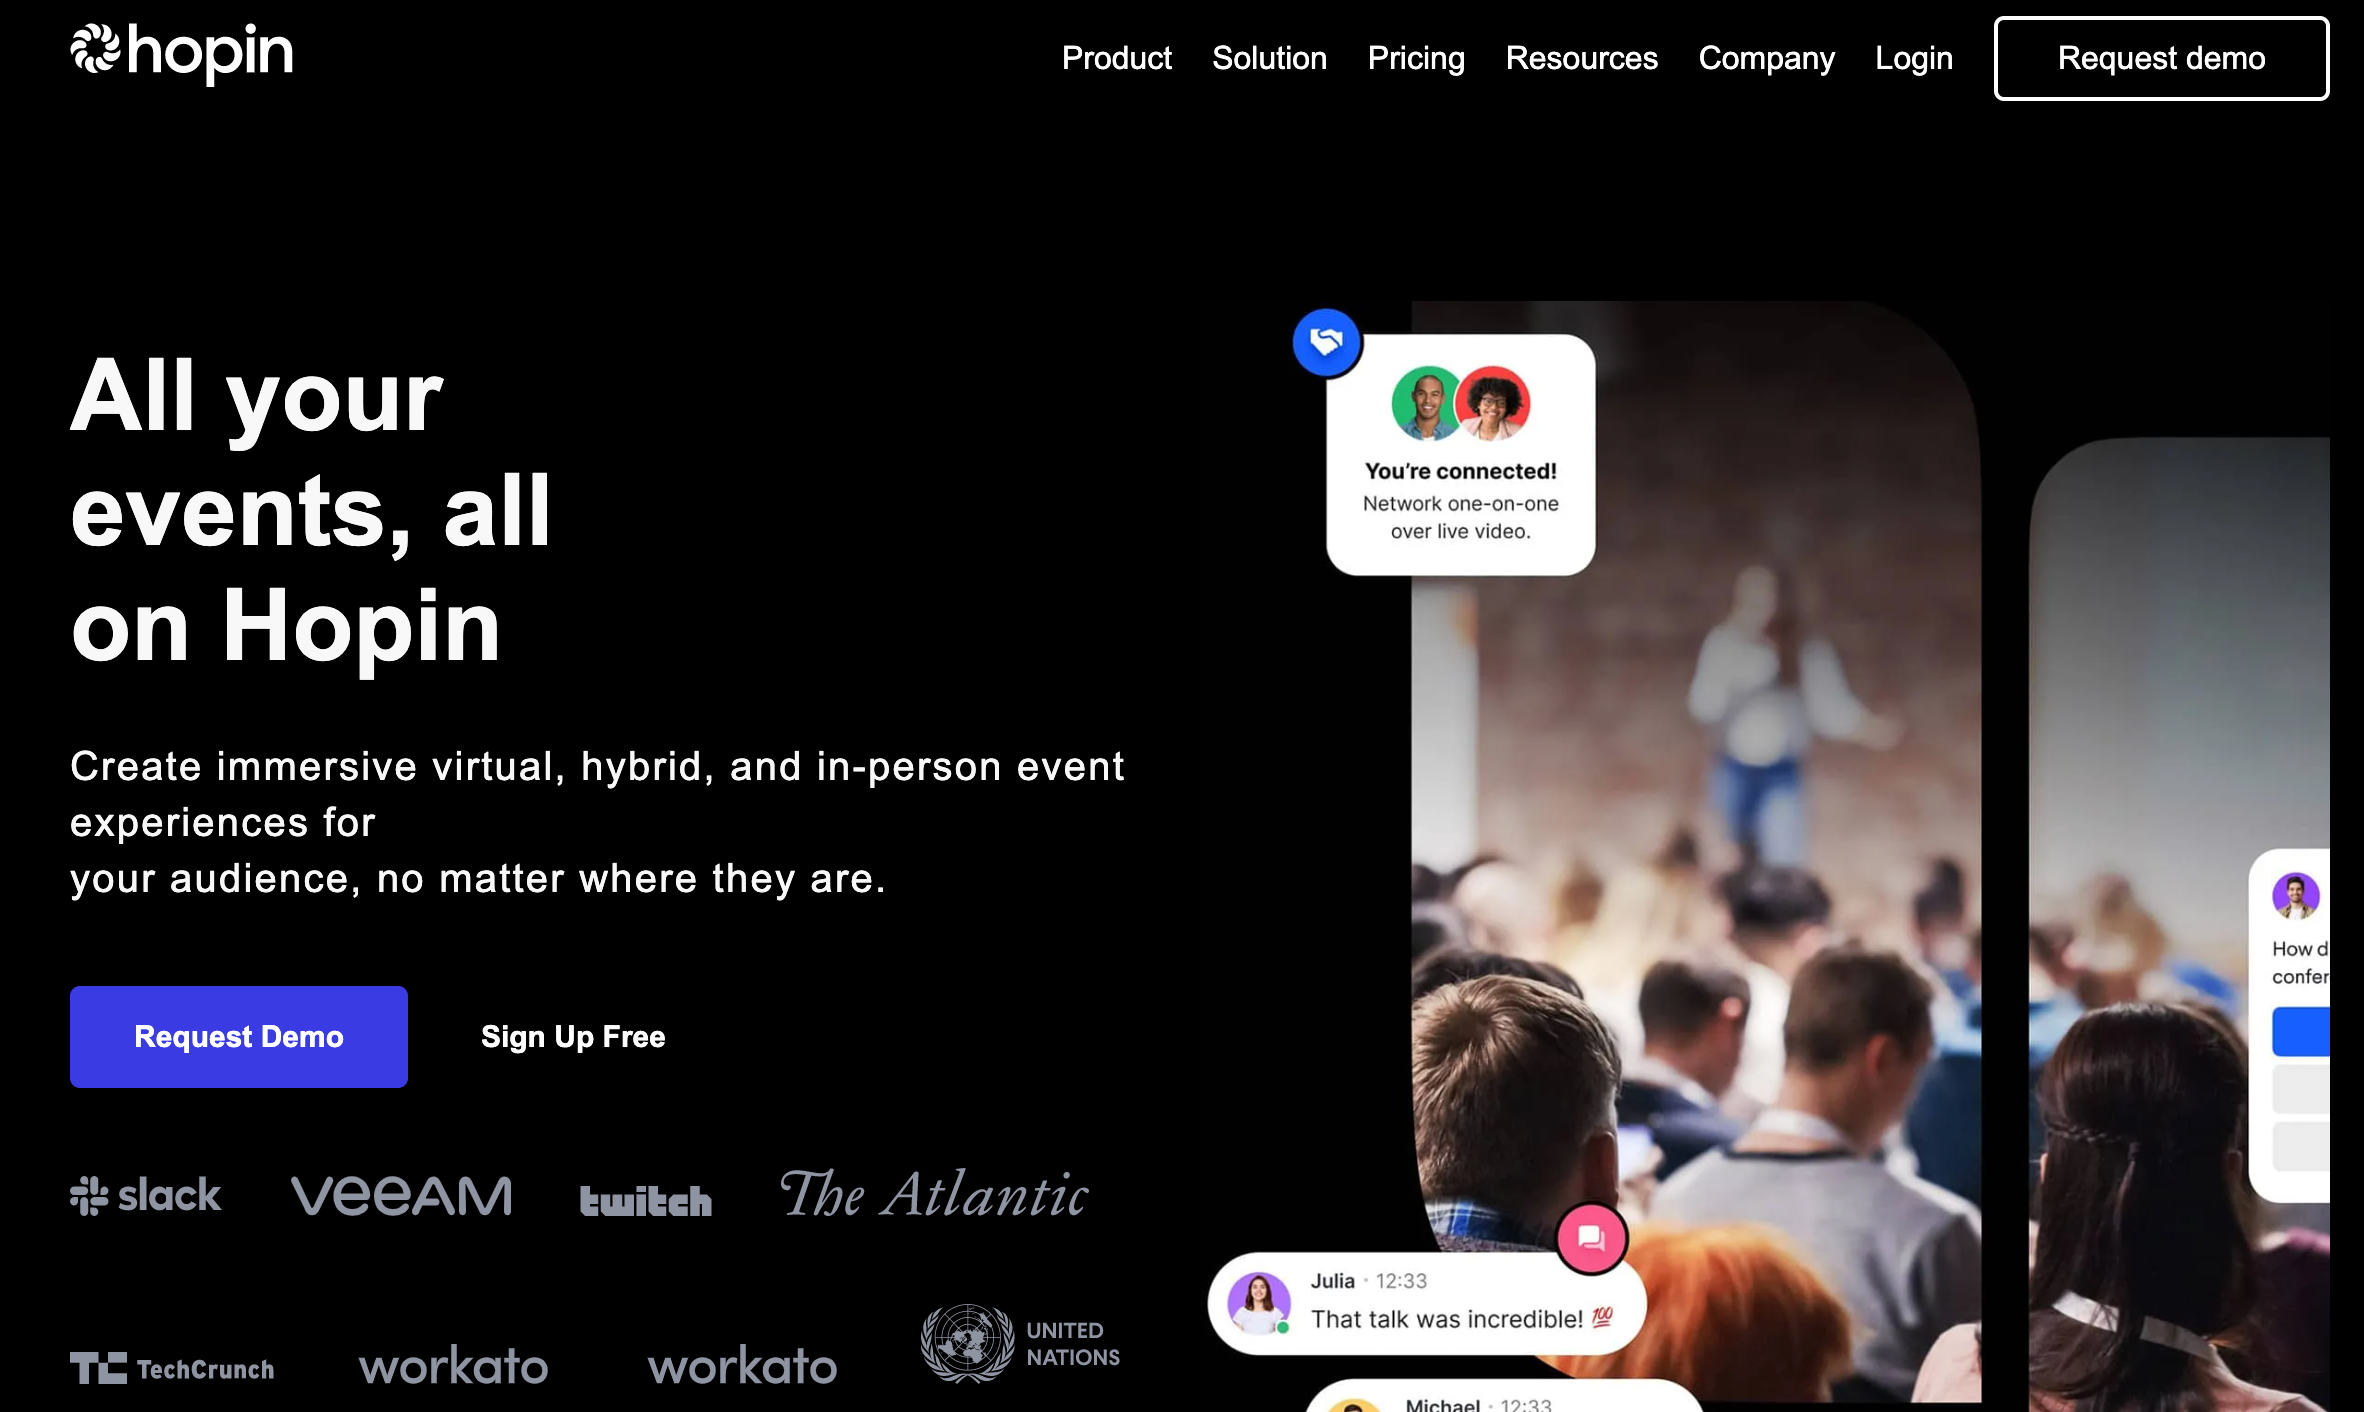 hopin
Product Solution Pricing Resources Company Login Request demo
All your
events, all
on Hopin
Create immersive virtual, hybrid, and in-person event
experiences for
your audience, no matter where they are.
Request Demo Sign Up Free
slack veeam twitch The Atlantic
TC TechCrunch workato workato UNITED
NATIONS
You're connected!
Network one-on-one
over live video.
How d
confer
Julia • 12:33
That talk was incredible! 💯
Michael • 12:33